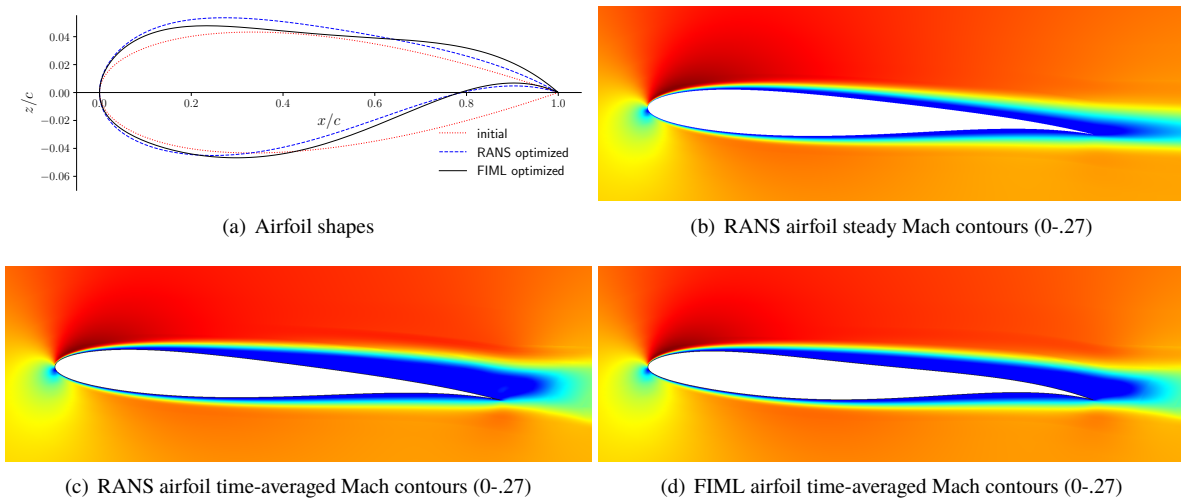 0.04
0.02
0.00
−0.02
−0.04
−0.06
z/c
0.0 0.2 0.4 0.6 0.8 1.0
x/c
initial
RANS optimized
FIML optimized
(a) Airfoil shapes
(b) RANS airfoil steady Mach contours (0-.27)
(c) RANS airfoil time-averaged Mach contours (0-.27)
(d) FIML airfoil time-averaged Mach contours (0-.27)